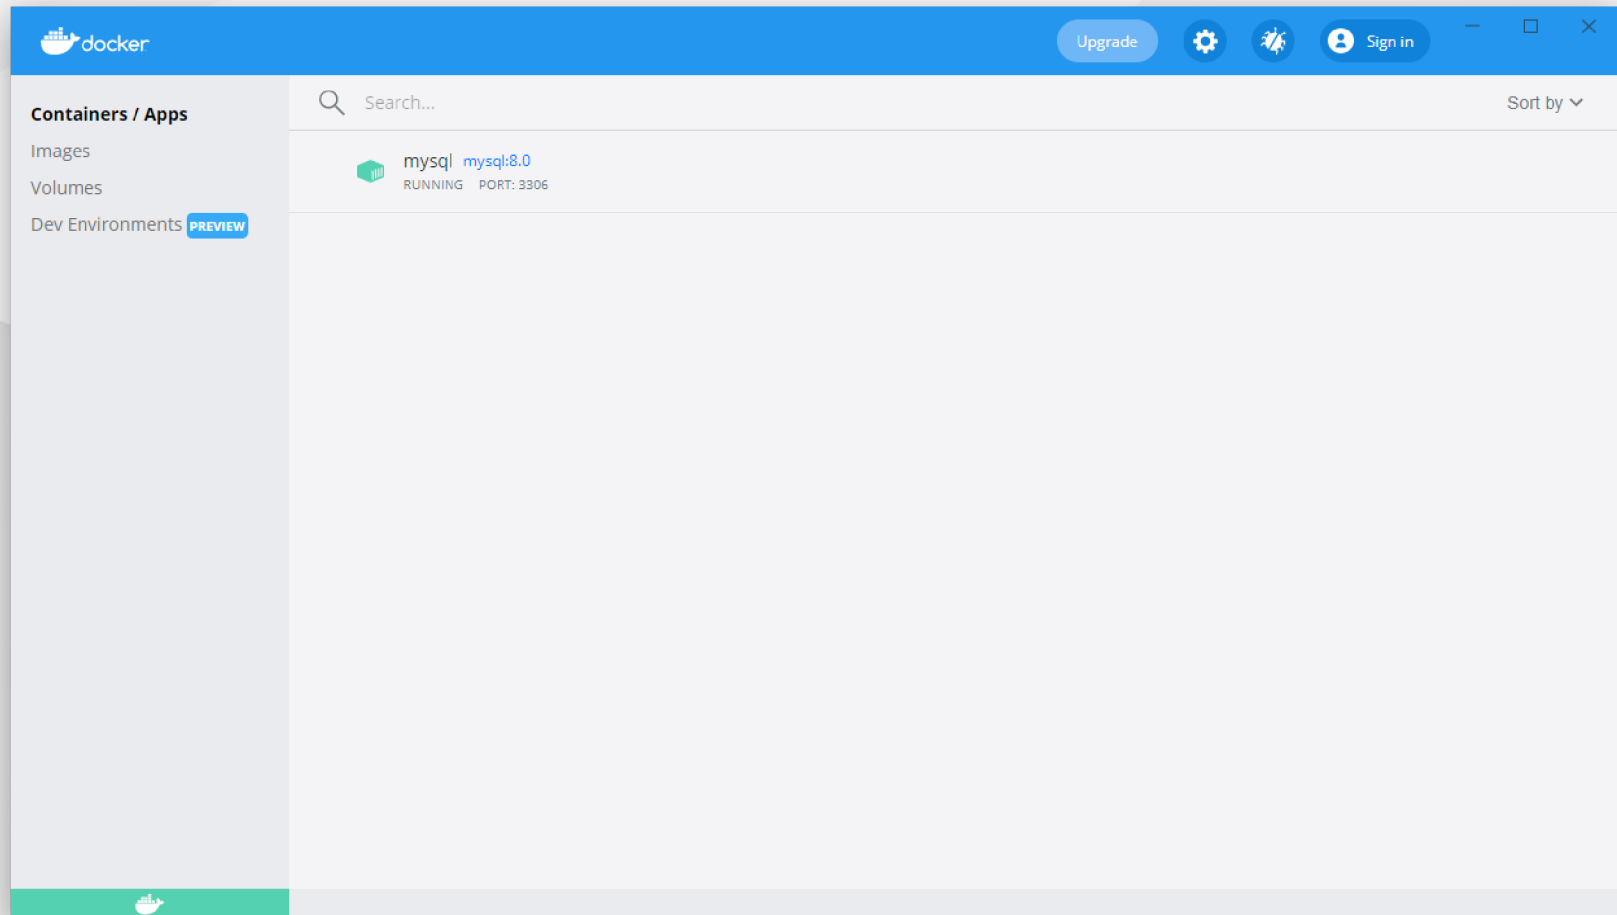 docker
Upgrade
Sign in
Containers / Apps
Images
Volumes
Dev Environments PREVIEW
Search...
Sort by
mysql mysql:8.0
RUNNING PORT: 3306